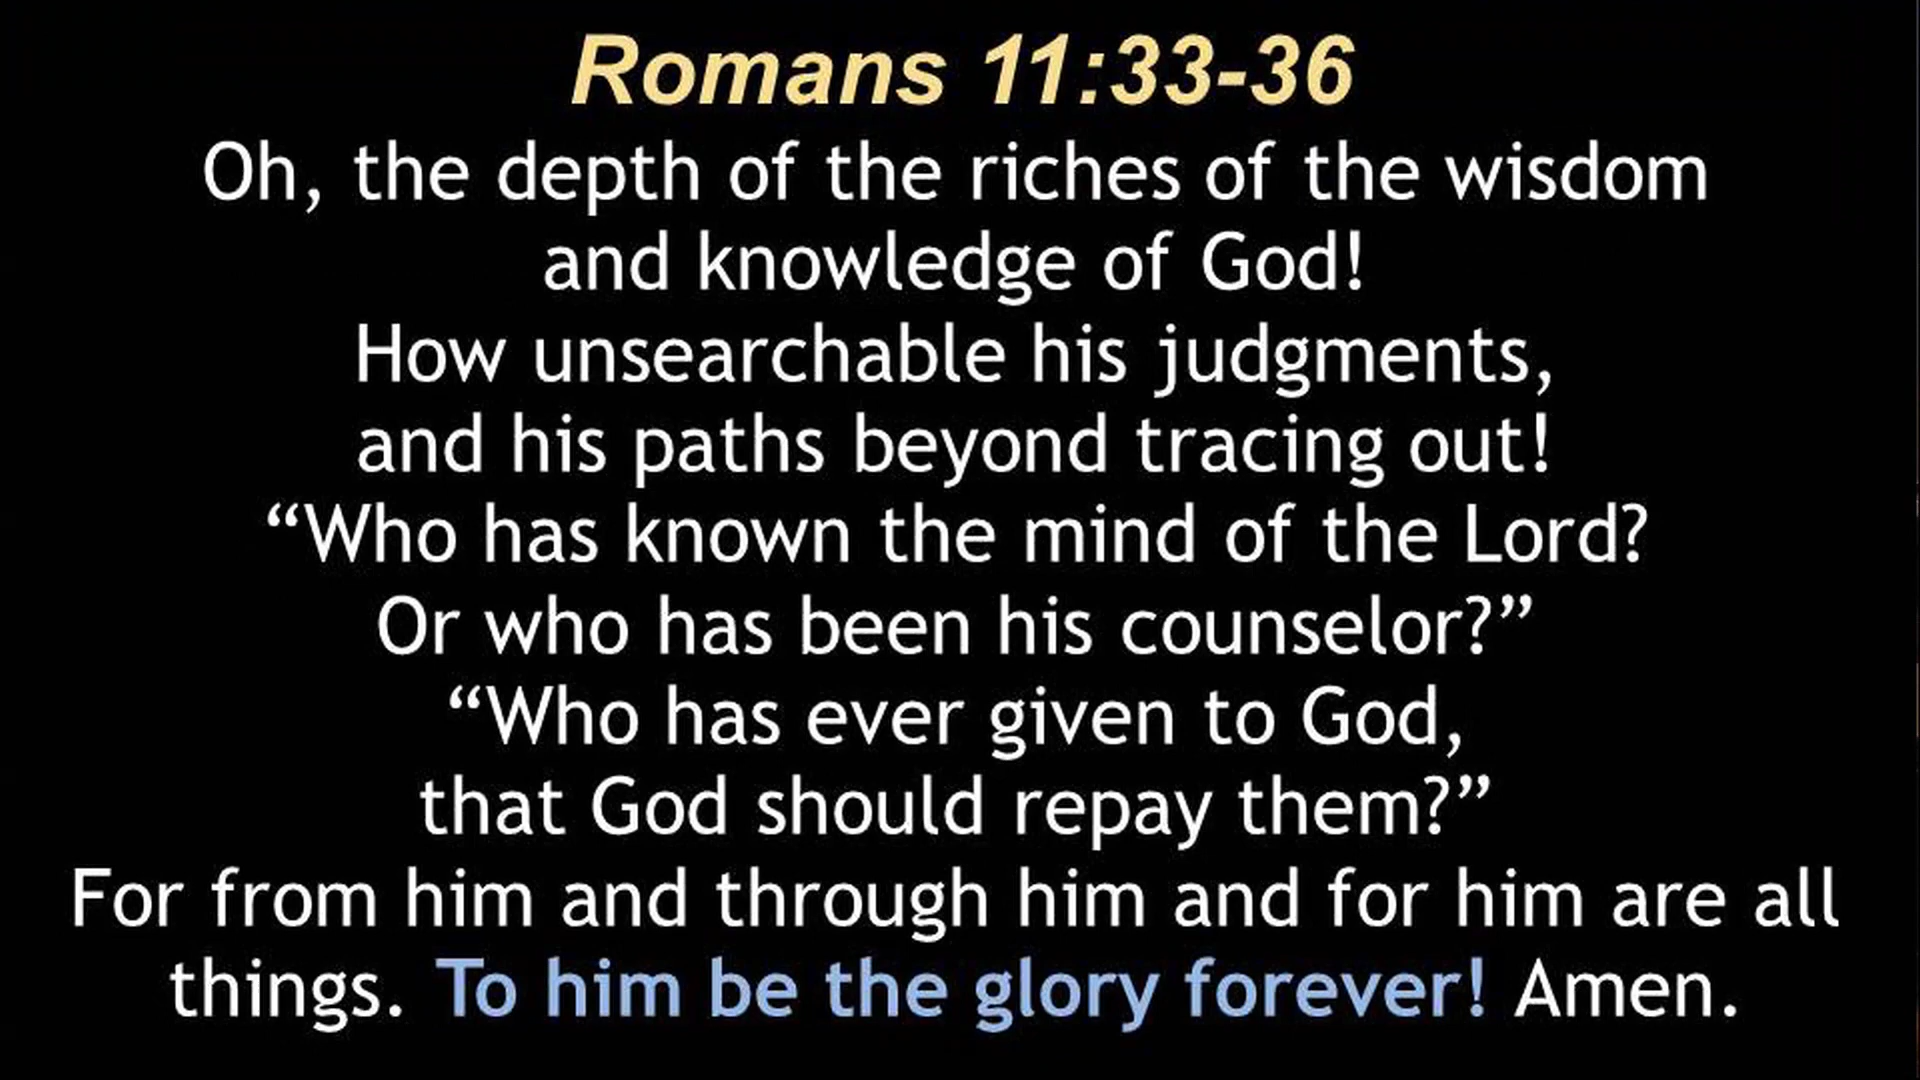 Romans 11:33-36
Oh, the depth of the riches of the wisdom
and knowledge of God!
How unsearchable his judgments,
and his paths beyond tracing out!
“Who has known the mind of the Lord?
Or who has been his counselor?”
“Who has ever given to God,
that God should repay them?”
For from him and through him and for him are all
things. To him be the glory forever! Amen.